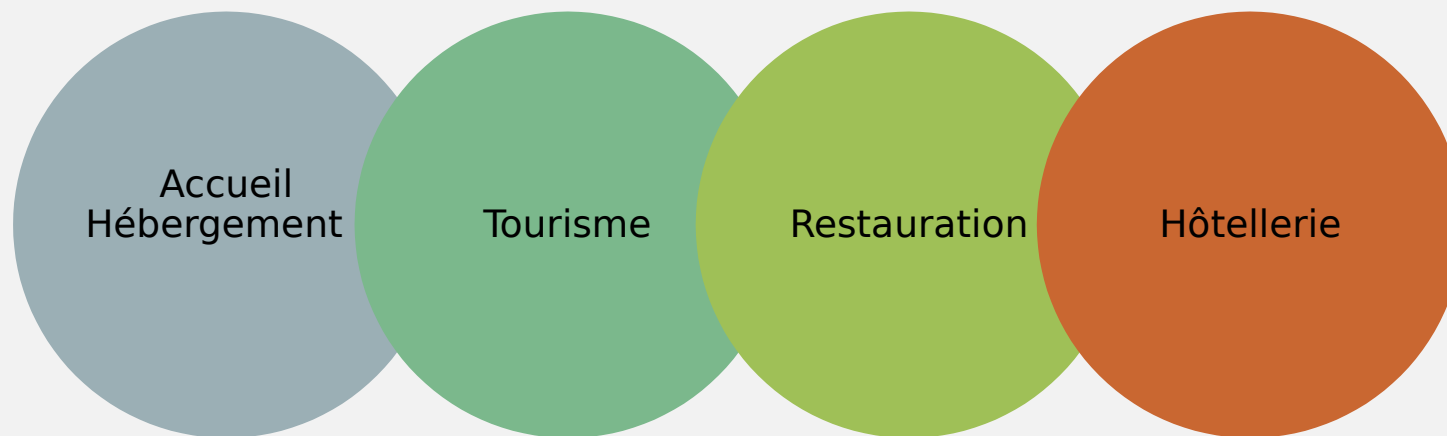 Accueil
Hébergement
Tourisme
Restauration
Hôtellerie